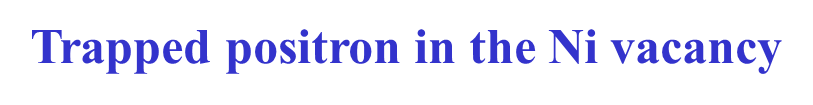 Trapped positron in the Ni vacancy